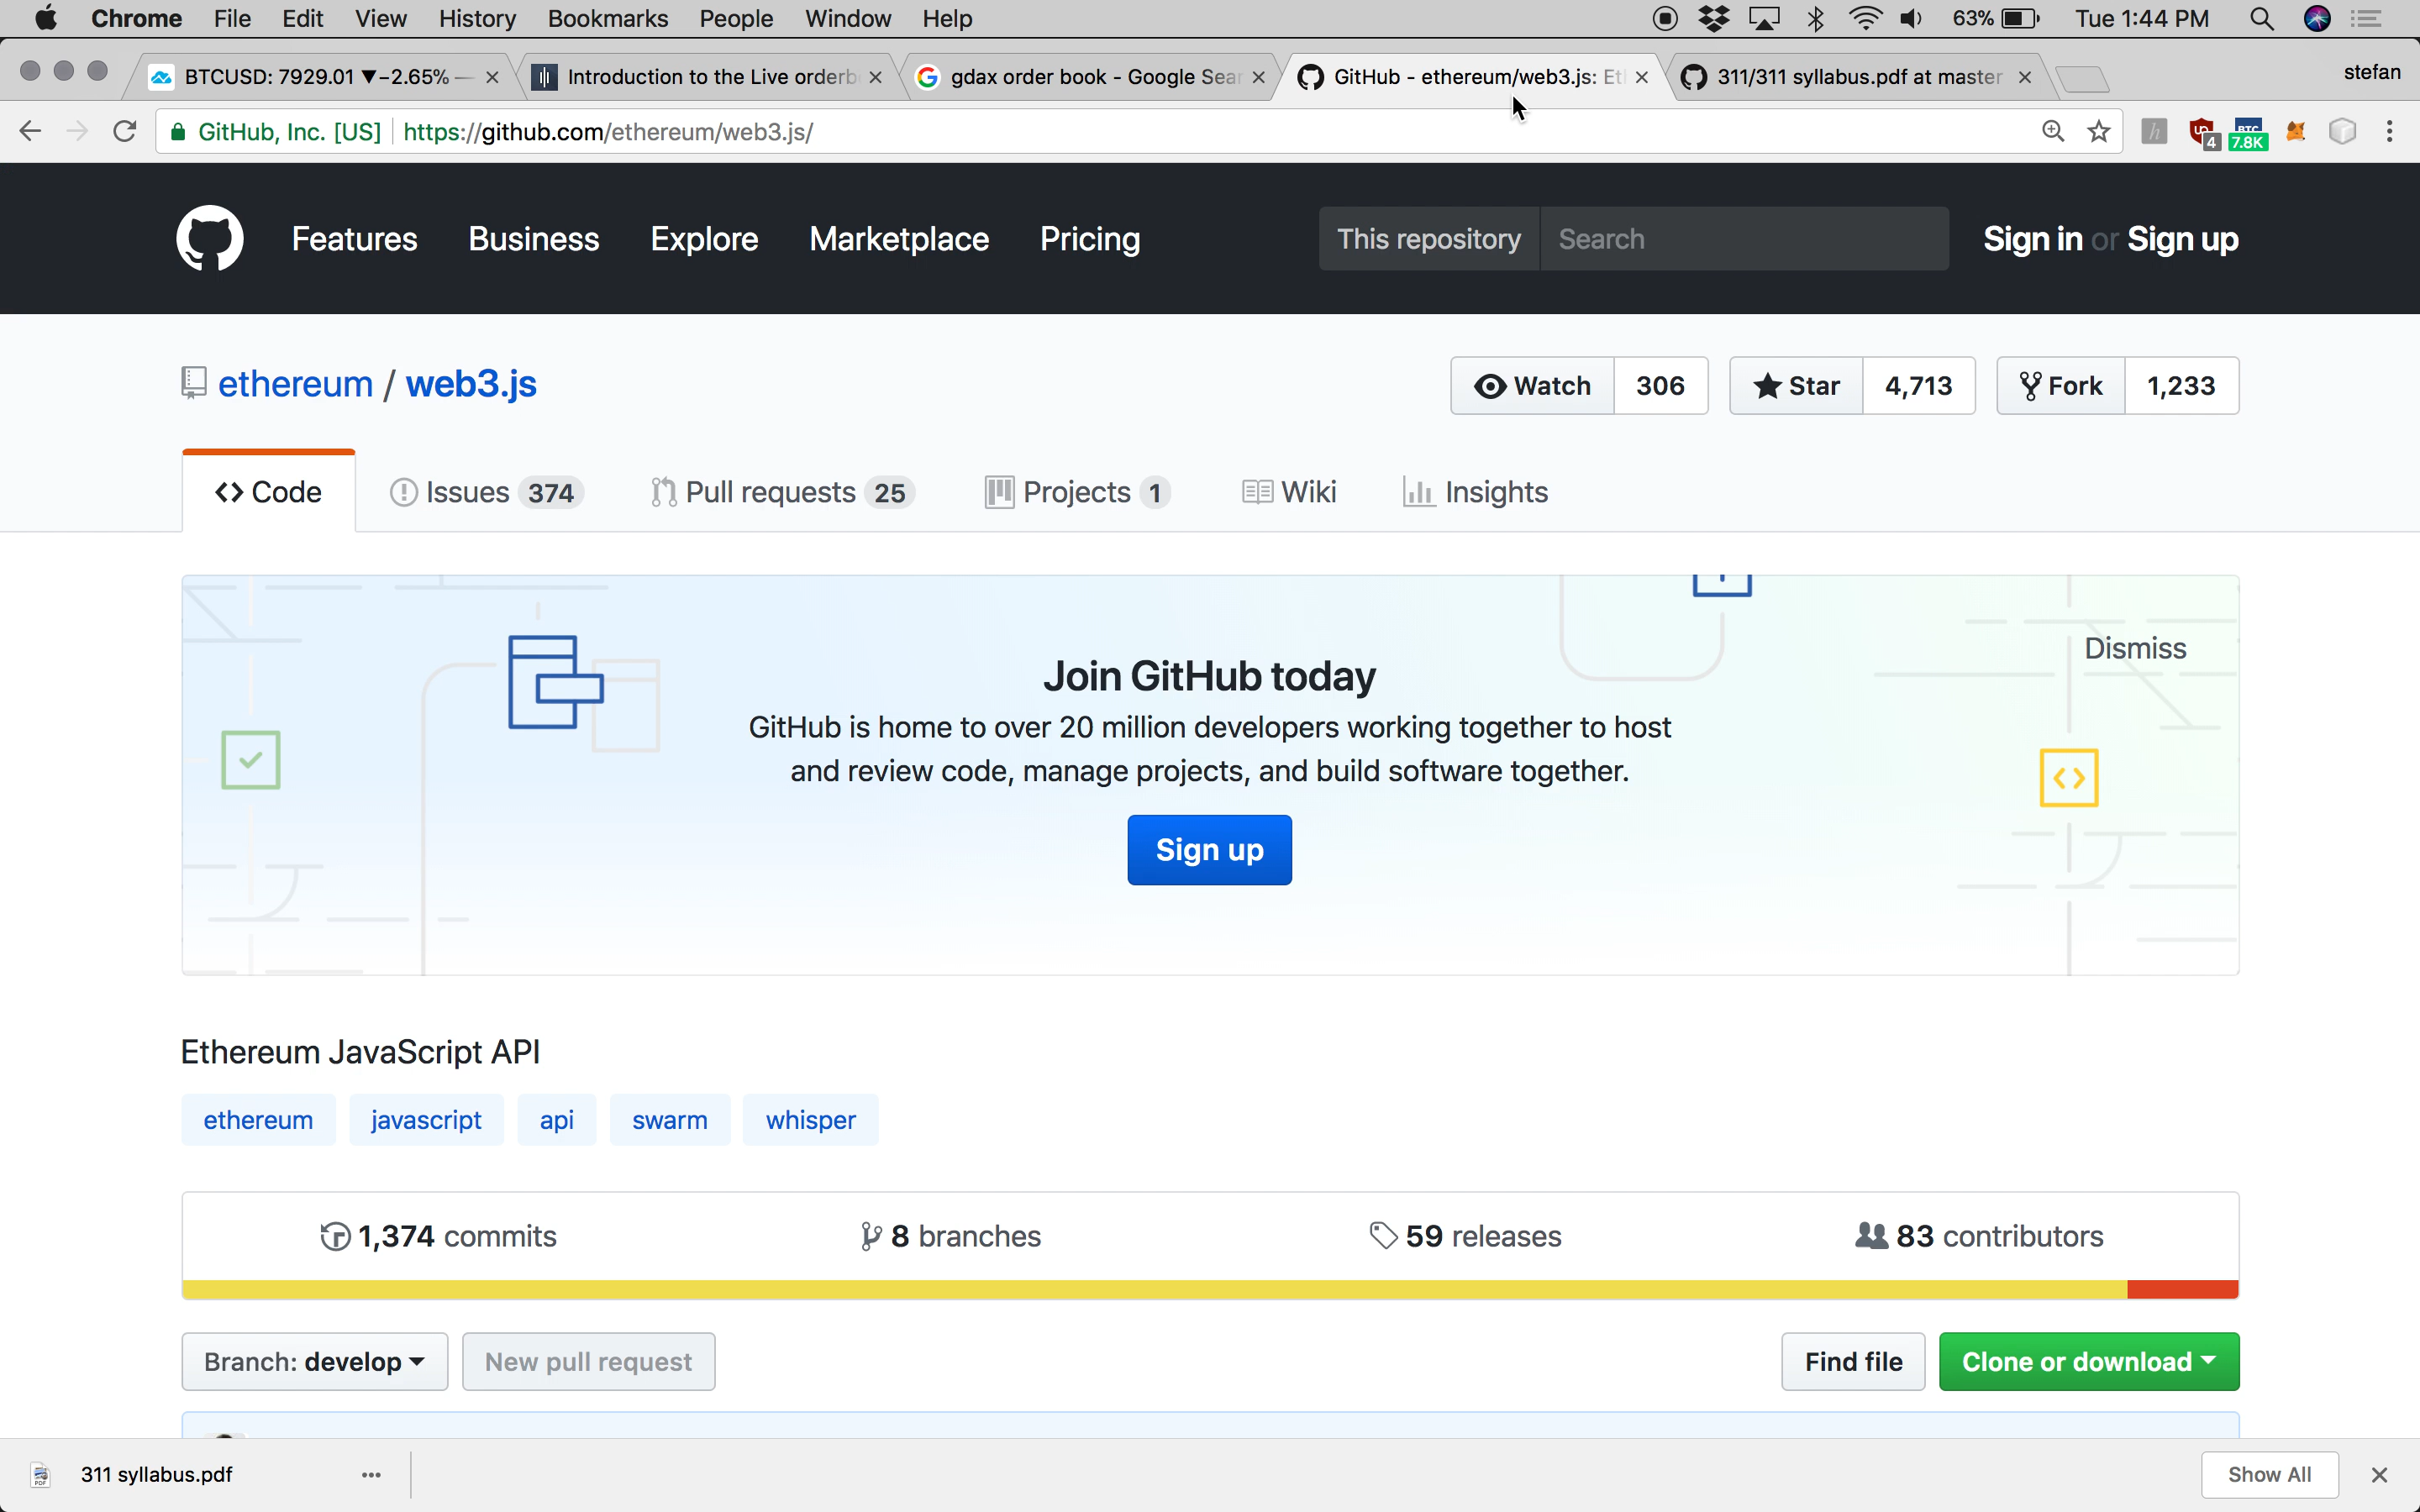 Chrome File Edit View History Bookmarks People Window Help 63% Tue 1:44 PM
BTCUSD: 7929.01 ▼−2.65% — Introduction to the Live orderb gdax order book - Google Sear GitHub - ethereum/web3.js: Et 311/311 syllabus.pdf at master stefan
GitHub, Inc. [US] https://github.com/ethereum/web3.js/ h 4 BTC 7.8K
Features Business Explore Marketplace Pricing This repository Search Sign in or Sign up
ethereum / web3.js Watch 306 Star 4,713 Fork 1,233
Code Issues 374 Pull requests 25 Projects 1 Wiki Insights
Dismiss
Join GitHub today
GitHub is home to over 20 million developers working together to host
and review code, manage projects, and build software together.
Sign up
Ethereum JavaScript API
ethereum javascript api swarm whisper
1,374 commits 8 branches 59 releases 83 contributors
Branch: develop New pull request Find file Clone or download
311 syllabus.pdf Show All